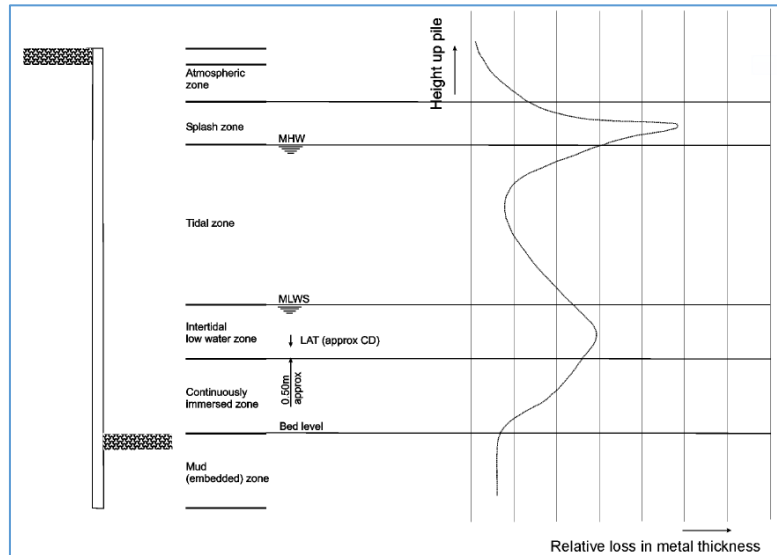 Atmospheric
zone
Splash zone
MHW
Tidal zone
MLWS
Intertidal
low water zone
LAT (approx CD)
Continuously
immersed zone
0.50m
approx
Bed level
Mud
(embedded) zone
Height up pile
Relative loss in metal thickness